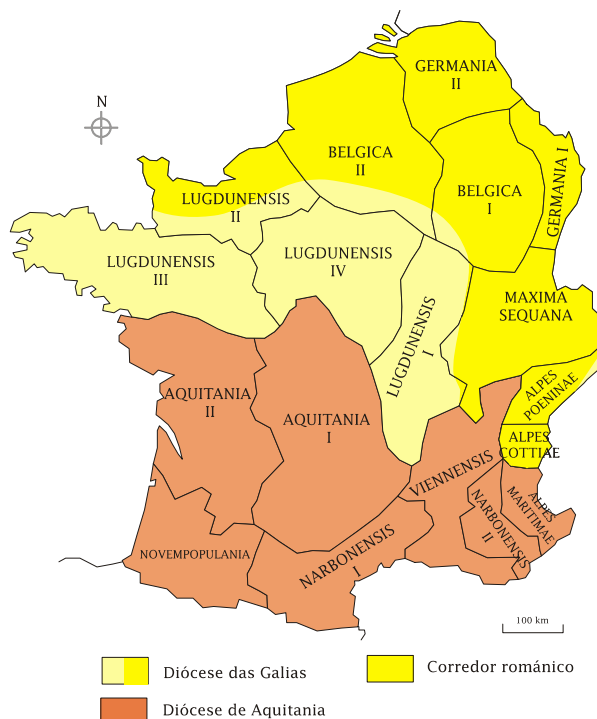 N
GERMANIA
II
BELGICA
II
GERMANIA I
BELGICA
I
LUGDUNENSIS
II
LUGDUNENSIS
IV
LUGDUNENSIS
III
MAXIMA
SEQUANA
LUGDUNENSIS
I
ALPES
POENINAE
AQUITANIA
II
AQUITANIA
I
ALPES
COTTIAE
VIENNENSIS
ALPES
MARITIMAE
NARBONENSIS
II
NOVEMPOPULANIA
NARBONENSIS
I
100 km
Diócese das Galias
Corredor románico
Diócese de Aquitania